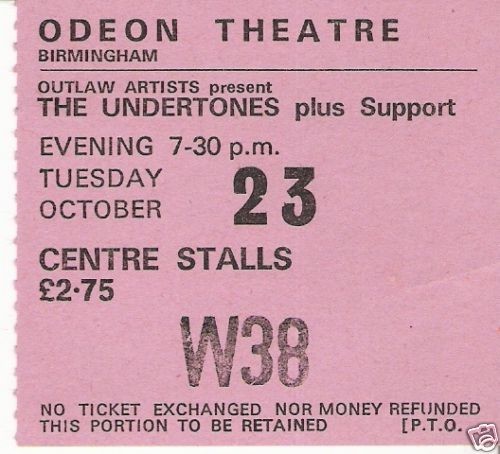 ODEON THEATRE
BIRMINGHAM
OUTLAW ARTISTS present
THE UNDERTONES plus Support
EVENING 7-30 p.m.
TUESDAY
OCTOBER 23
CENTRE STALLS
£2·75
W38
NO TICKET EXCHANGED NOR MONEY REFUNDED
THIS PORTION TO BE RETAINED [P.T.O.